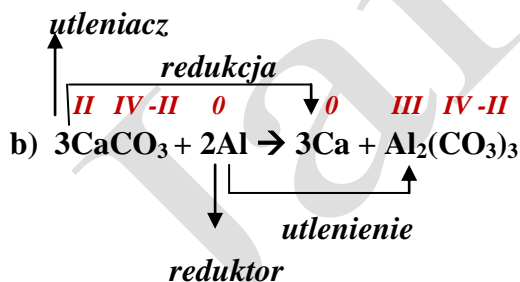 utleniacz
redukcja
II IV -II 0 0 III IV -II
b) 3CaCO₃ + 2Al → 3Ca + Al₂(CO₃)₃
utlenienie
reduktor